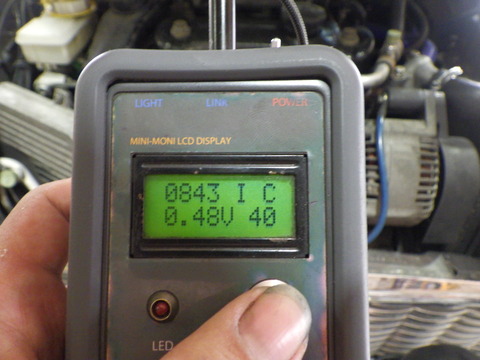 LIGHT LINK POWER
MINI-MONI LCD DISPLAY
0843 I C
0.48V 40
LED